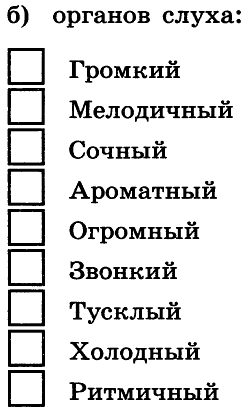 б) органов слуха:
Громкий
Мелодичный
Сочный
Ароматный
Огромный
Звонкий
Тусклый
Холодный
Ритмичный